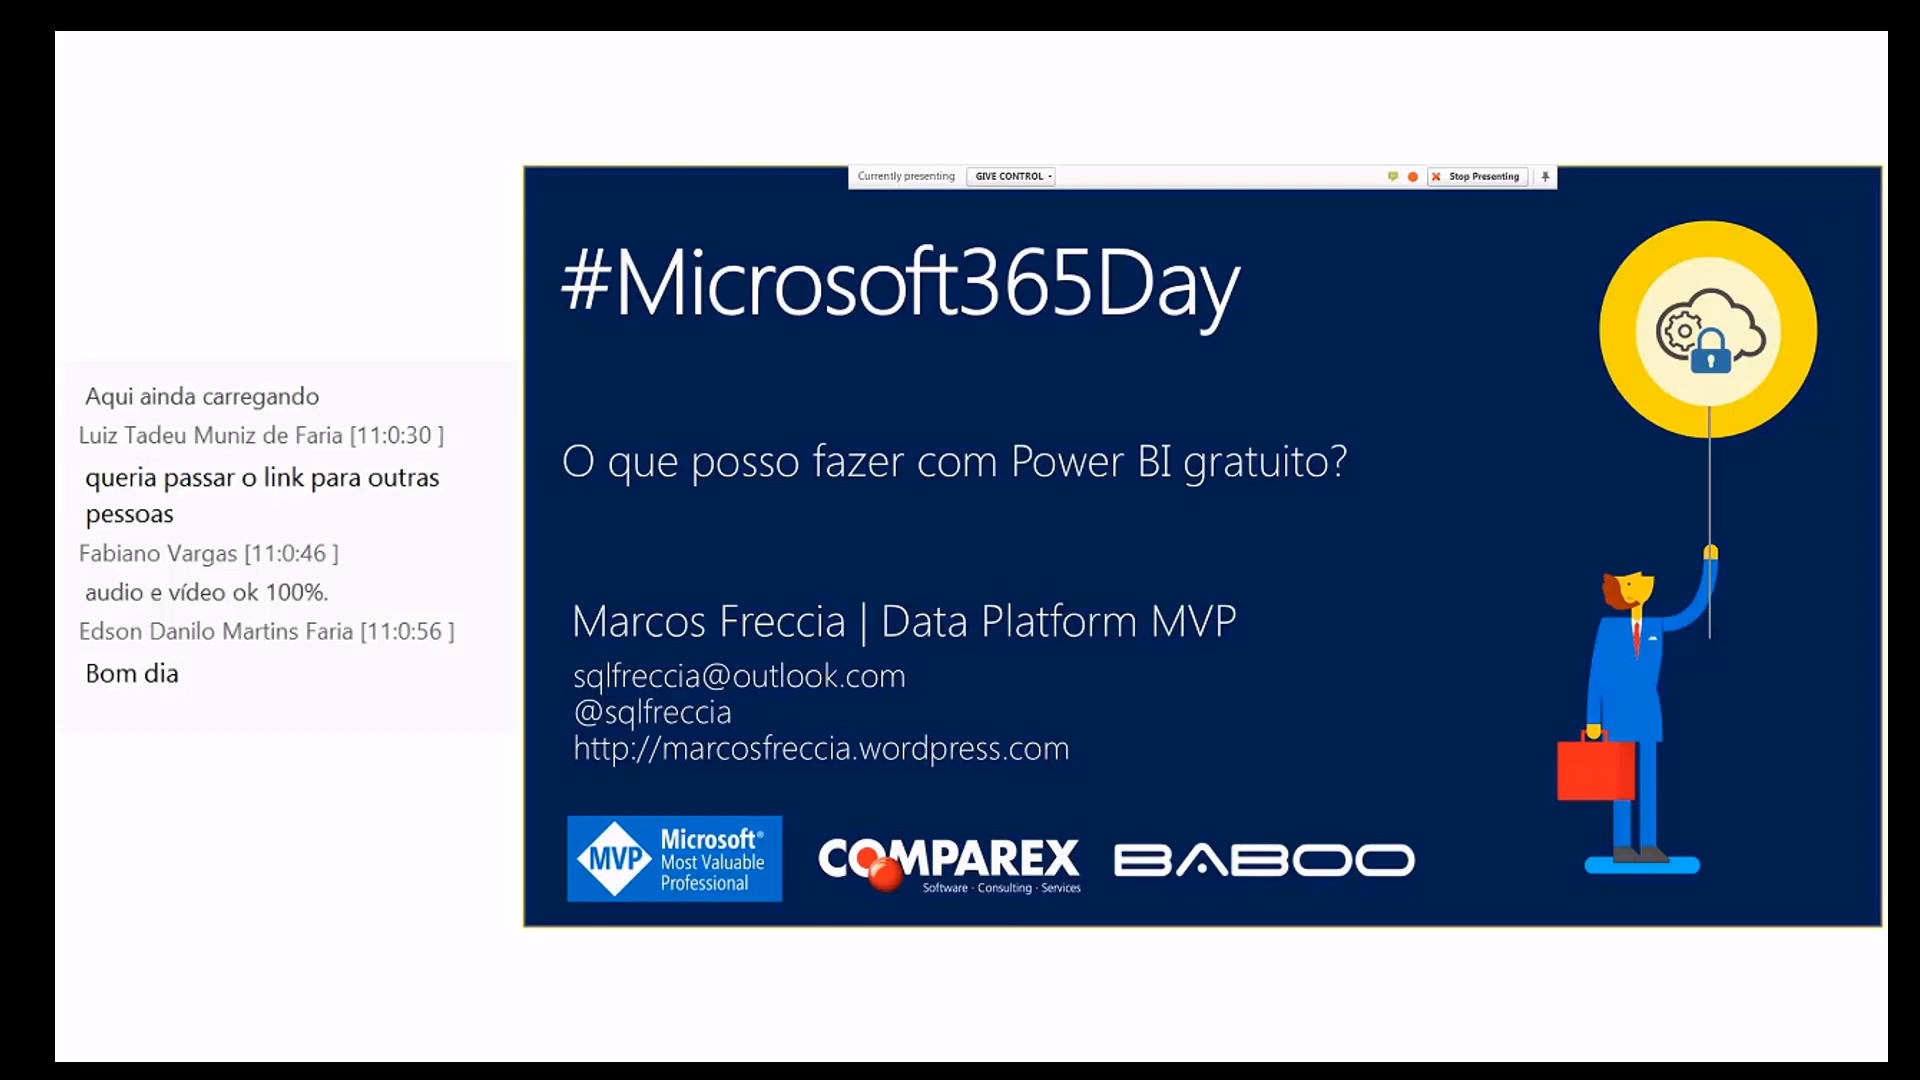 Aqui ainda carregando
Luiz Tadeu Muniz de Faria [11:0:30 ]
queria passar o link para outras
pessoas
Fabiano Vargas [11:0:46 ]
audio e vídeo ok 100%.
Edson Danilo Martins Faria [11:0:56 ]
Bom dia
Currently presenting GIVE CONTROL Stop Presenting
#Microsoft365Day
O que posso fazer com Power BI gratuito?
Marcos Freccia | Data Platform MVP
sqlfreccia@outlook.com
@sqlfreccia
http://marcosfreccia.wordpress.com
MVP
Microsoft®
Most Valuable
Professional
COMPAREX
Software · Consulting · Services
BABOO